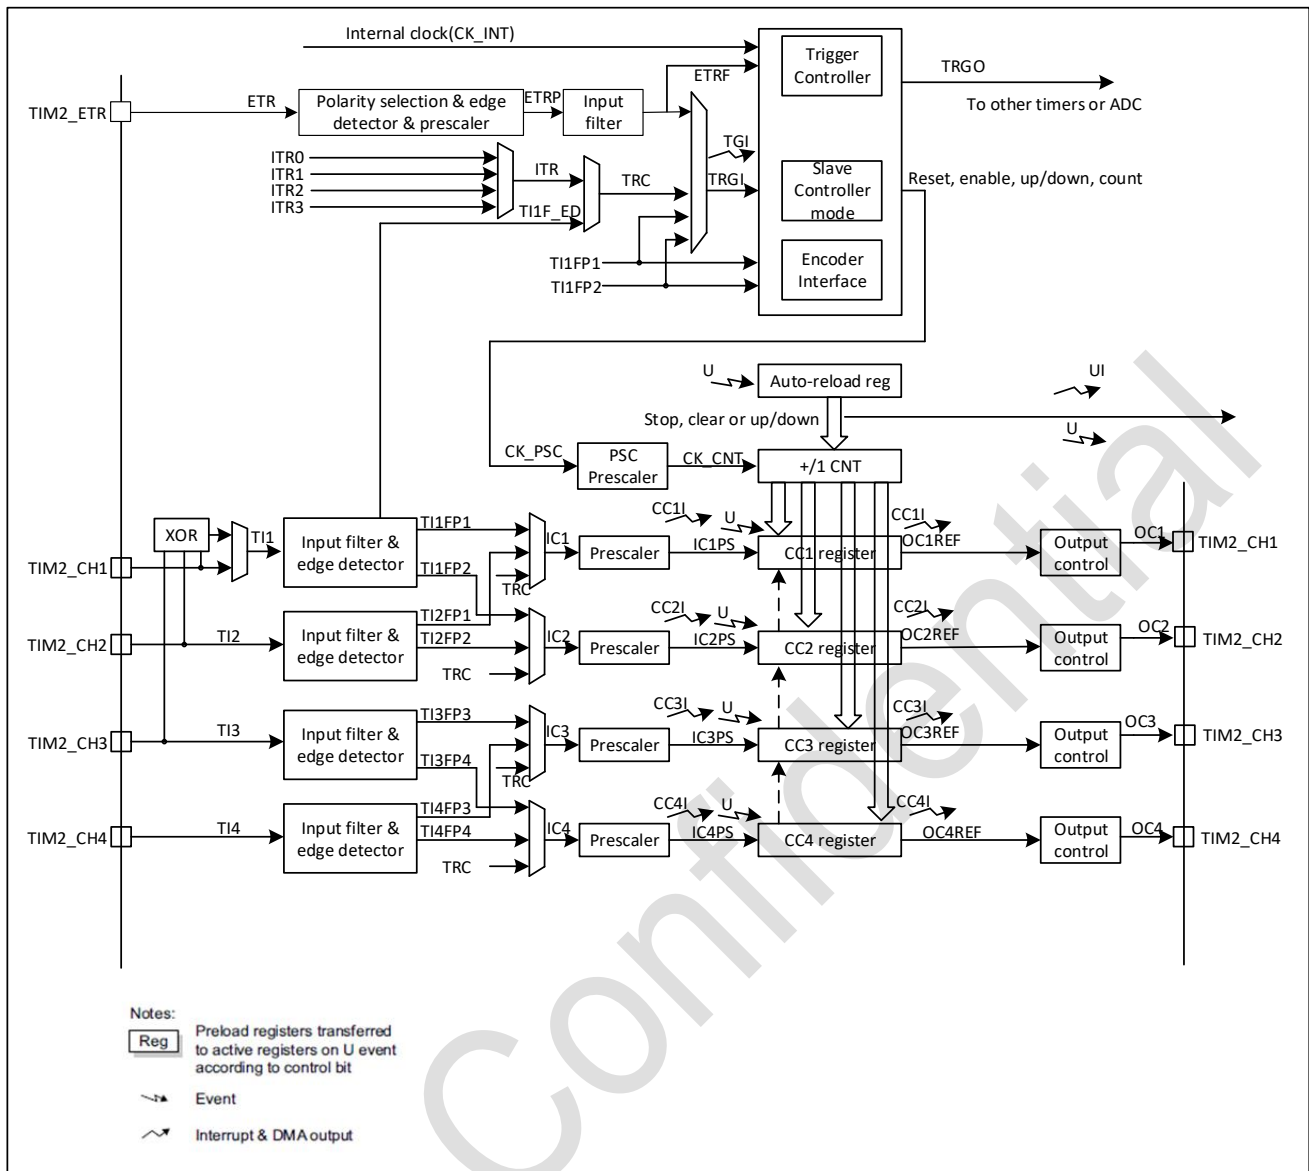 Internal clock(CK_INT)
Trigger
Controller
ETRF
TRGO
To other timers or ADC
TIM2_ETR
ETR
Polarity selection & edge
detector & prescaler
ETRP
Input
filter
TGI
ITR0
ITR1
ITR2
ITR3
ITR
TRC
TRGI
Slave
Controller
mode
Reset, enable, up/down, count
TI1F_ED
TI1FP1
TI1FP2
Encoder
Interface
U
Auto-reload reg
UI
Stop, clear or up/down
U
CK_PSC
PSC
Prescaler
CK_CNT
+/1 CNT
XOR
TI1
TIM2_CH1
Input filter &
edge detector
TI1FP1
TI1FP2
TRC
IC1
Prescaler
CC1I
U
IC1PS
CC1 register
CC1I
OC1REF
Output
control
OC1
TIM2_CH1
TIM2_CH2
TI2
Input filter &
edge detector
TI2FP1
TI2FP2
TRC
IC2
Prescaler
CC2I
U
IC2PS
CC2 register
CC2I
OC2REF
Output
control
OC2
TIM2_CH2
TIM2_CH3
TI3
Input filter &
edge detector
TI3FP3
TI3FP4
TRC
IC3
Prescaler
CC3I
U
IC3PS
CC3 register
CC3I
OC3REF
Output
control
OC3
TIM2_CH3
TIM2_CH4
TI4
Input filter &
edge detector
TI4FP3
TI4FP4
TRC
IC4
Prescaler
CC4I
U
IC4PS
CC4 register
CC4I
OC4REF
Output
control
OC4
TIM2_CH4
Notes:
Reg
Preload registers transferred
to active registers on U event
according to control bit
Event
Interrupt & DMA output
Confidential